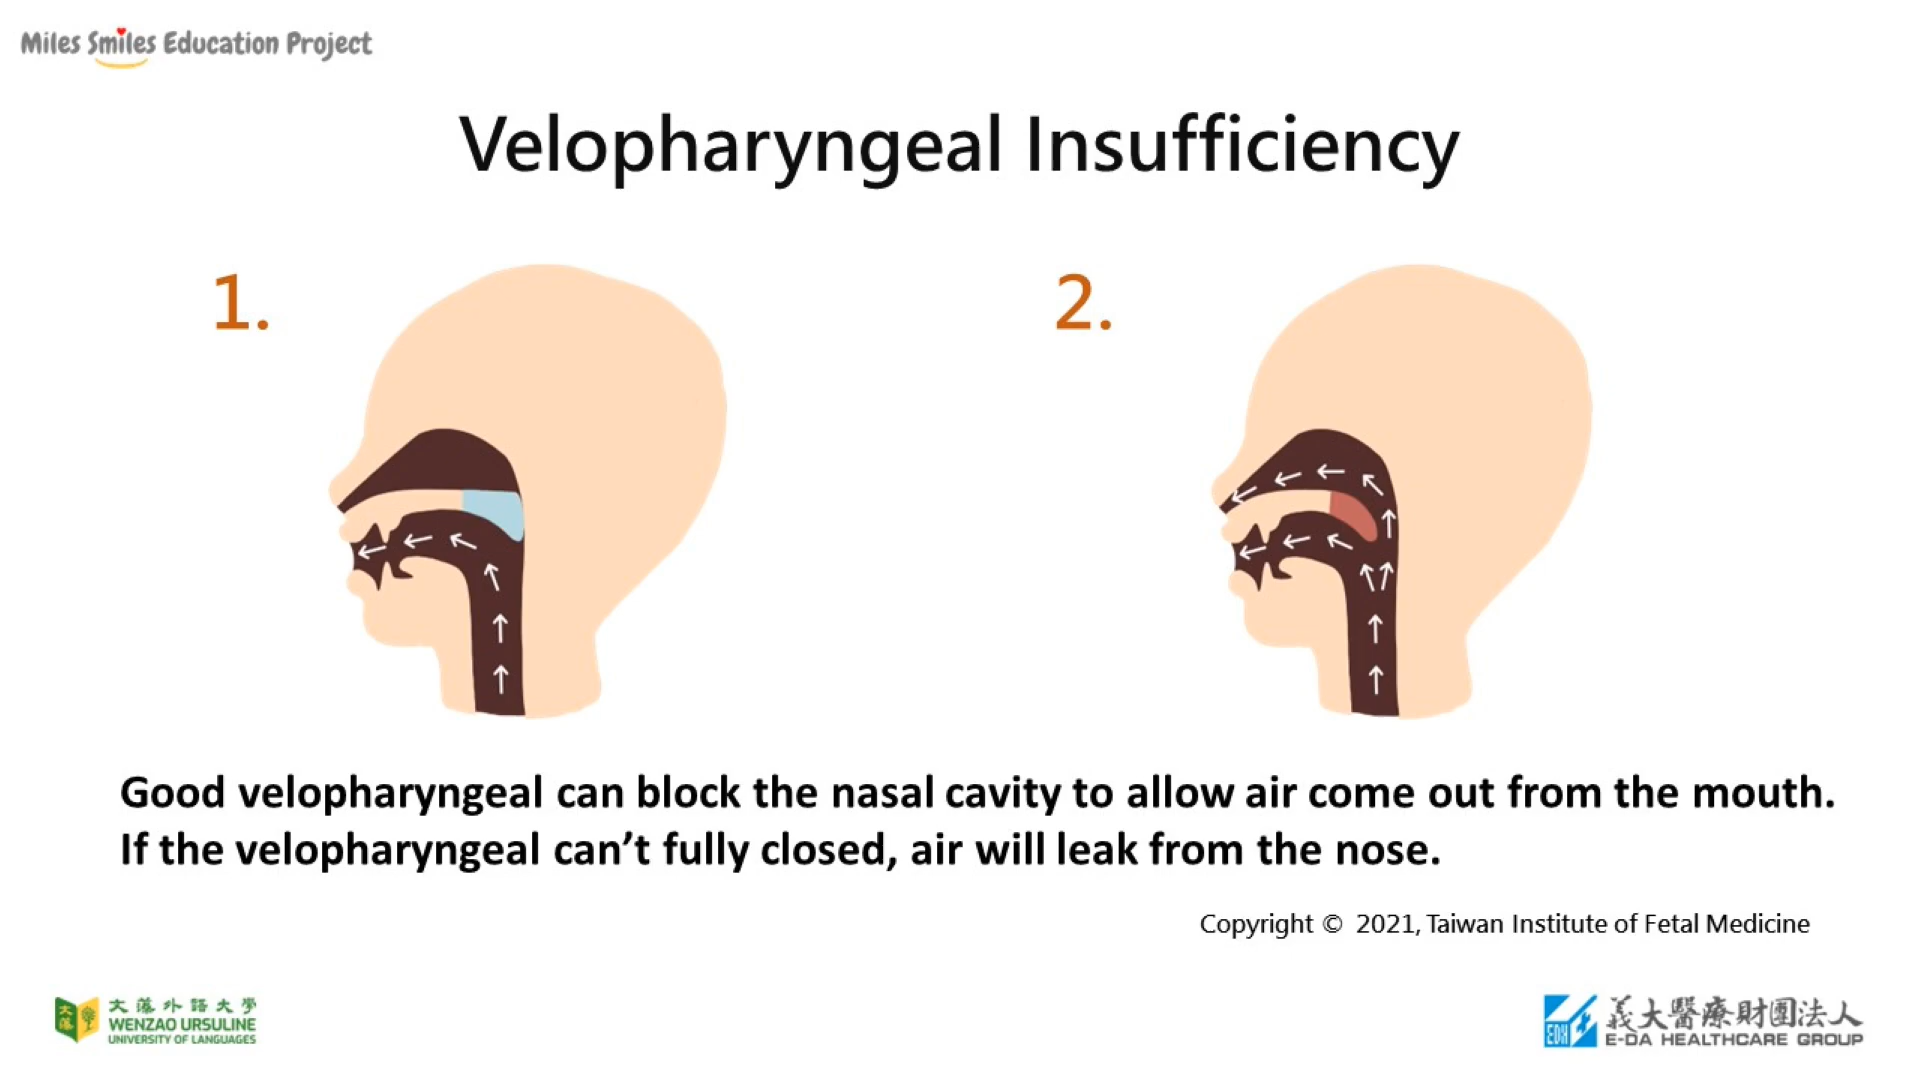 Miles Smiles Education Project
Velopharyngeal Insufficiency
1.
2.
Good velopharyngeal can block the nasal cavity to allow air come out from the mouth.
If the velopharyngeal can’t fully closed, air will leak from the nose.
Copyright © 2021, Taiwan Institute of Fetal Medicine
文藻
文藻外語大學
WENZAO URSULINE
UNIVERSITY OF LANGUAGES
EDH
義大醫療財團法人
E-DA HEALTHCARE GROUP